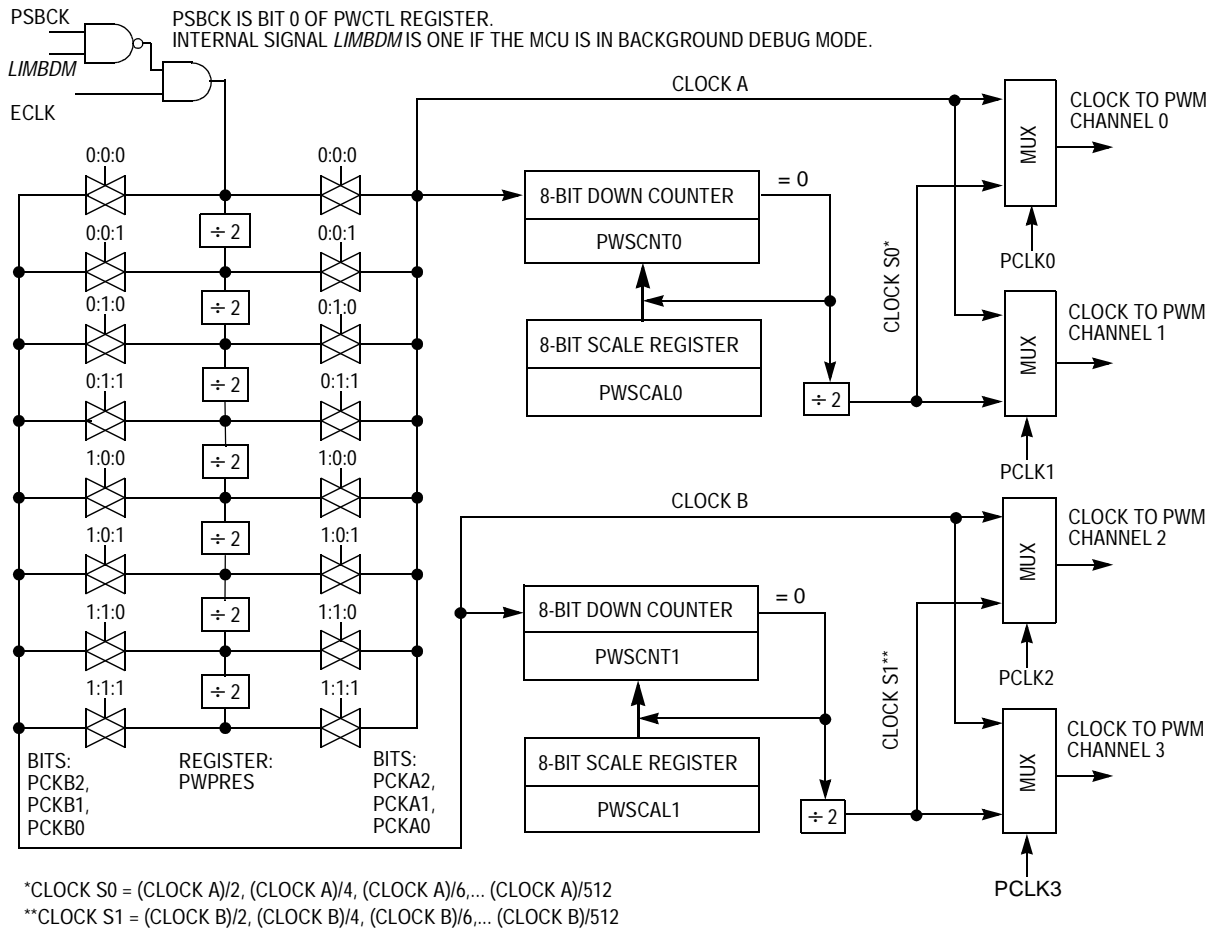 PSBCK
PSBCK IS BIT 0 OF PWCTL REGISTER.
INTERNAL SIGNAL LIMBDM IS ONE IF THE MCU IS IN BACKGROUND DEBUG MODE.
LIMBDM
ECLK
0:0:0
0:0:0
÷ 2
0:0:1
0:0:1
÷ 2
0:1:0
0:1:0
÷ 2
0:1:1
0:1:1
÷ 2
1:0:0
1:0:0
÷ 2
1:0:1
1:0:1
÷ 2
1:1:0
1:1:0
÷ 2
1:1:1
1:1:1
BITS:
PCKB2,
PCKB1,
PCKB0
REGISTER:
PWPRES
BITS:
PCKA2,
PCKA1,
PCKA0
CLOCK A
8-BIT DOWN COUNTER
PWSCNT0
= 0
8-BIT SCALE REGISTER
PWSCAL0
÷ 2
CLOCK S0*
MUX
PCLK0
CLOCK TO PWM
CHANNEL 0
MUX
PCLK1
CLOCK TO PWM
CHANNEL 1
CLOCK B
8-BIT DOWN COUNTER
PWSCNT1
= 0
8-BIT SCALE REGISTER
PWSCAL1
÷ 2
CLOCK S1**
MUX
PCLK2
CLOCK TO PWM
CHANNEL 2
MUX
PCLK3
CLOCK TO PWM
CHANNEL 3
*CLOCK S0 = (CLOCK A)/2, (CLOCK A)/4, (CLOCK A)/6,... (CLOCK A)/512
**CLOCK S1 = (CLOCK B)/2, (CLOCK B)/4, (CLOCK B)/6,... (CLOCK B)/512